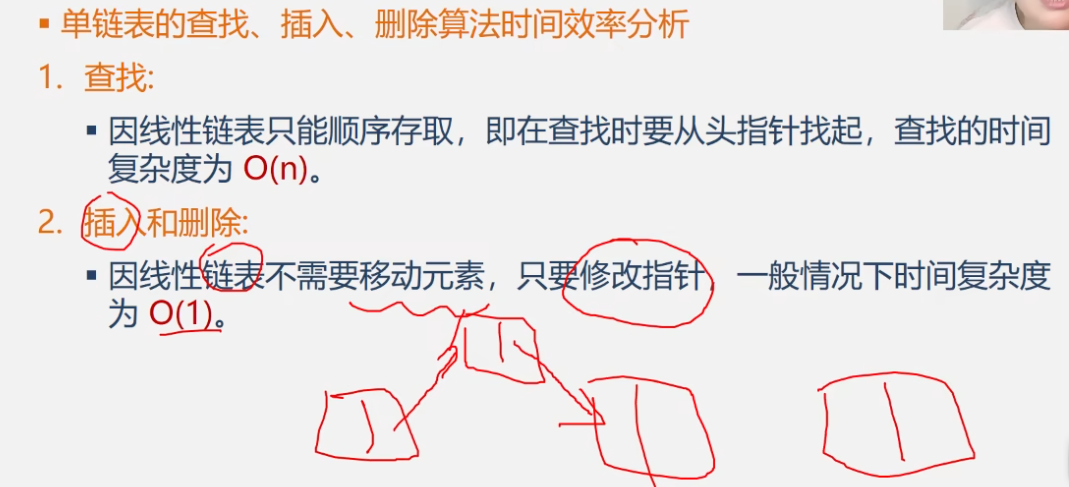 ▪ 单链表的查找、插入、删除算法时间效率分析
1. 查找:
▪ 因线性链表只能顺序存取，即在查找时要从头指针找起，查找的时间
复杂度为 O(n)。
2. 插入和删除:
▪ 因线性链表不需要移动元素，只要修改指针，一般情况下时间复杂度
为 O(1)。